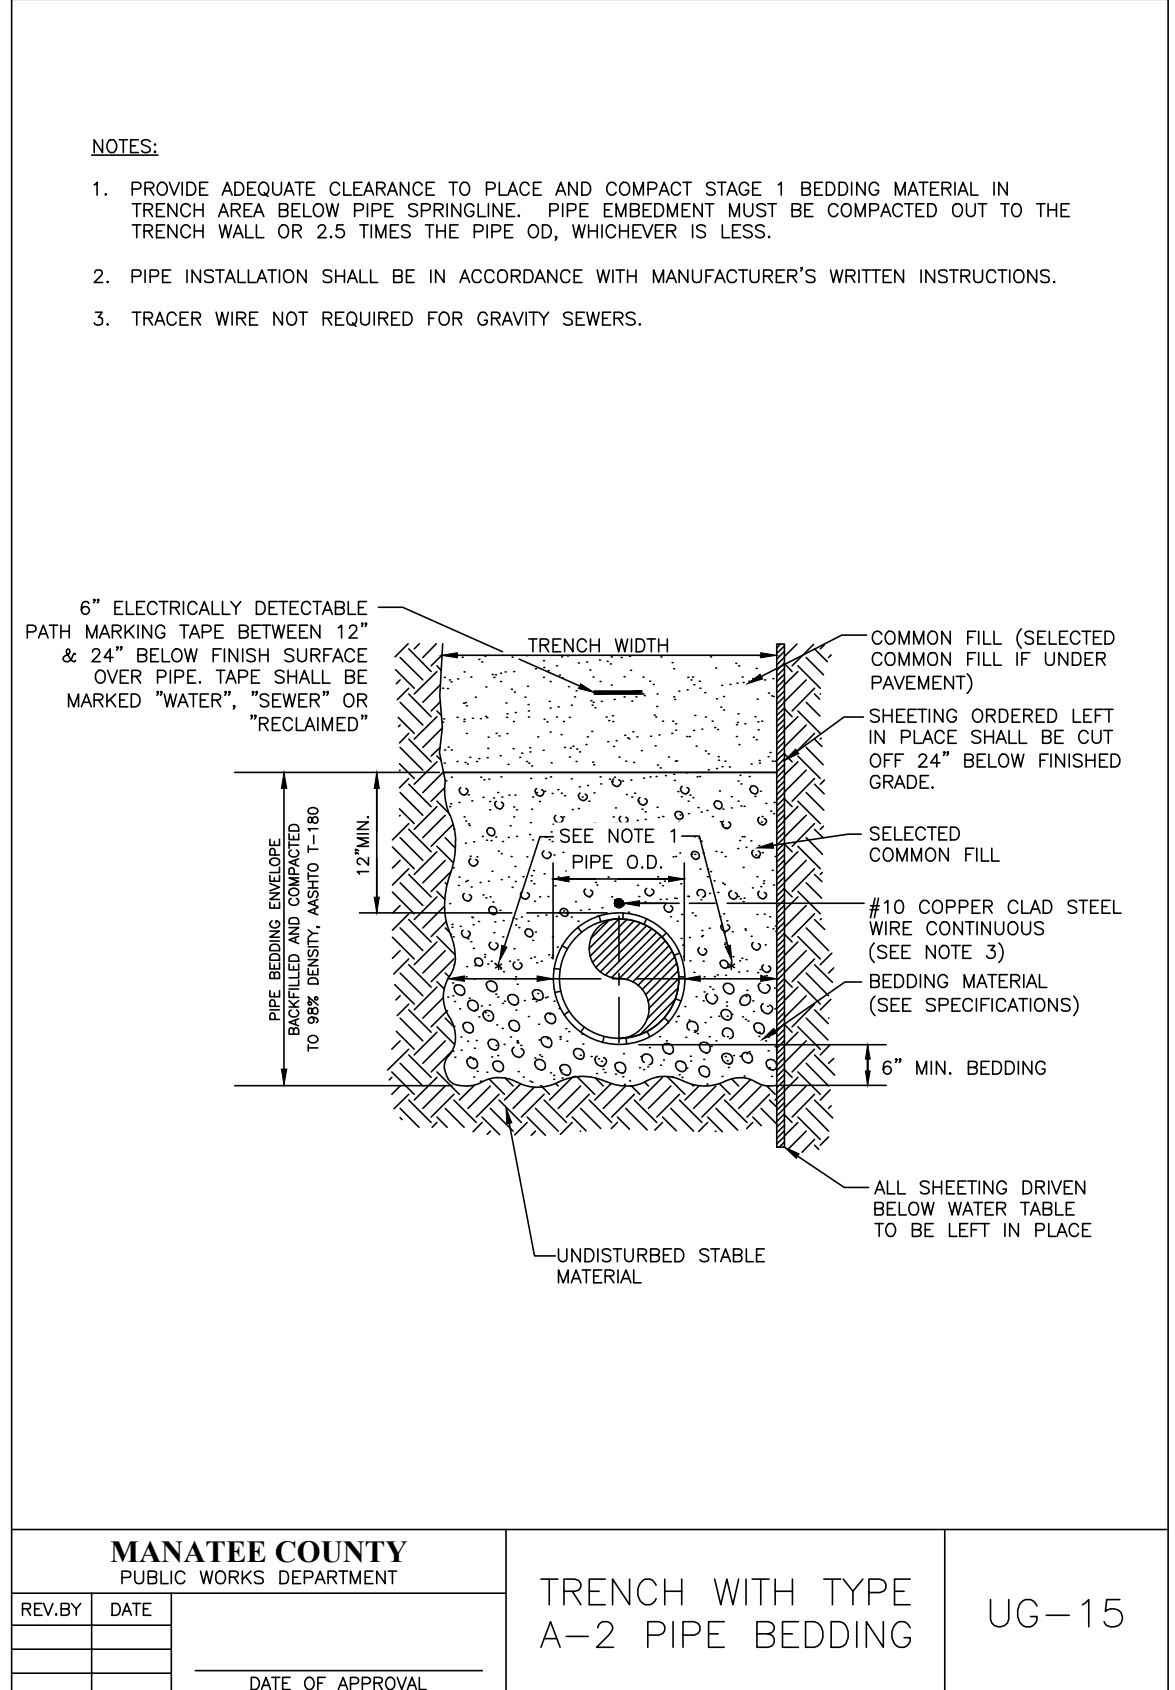 NOTES:
1. PROVIDE ADEQUATE CLEARANCE TO PLACE AND COMPACT STAGE 1 BEDDING MATERIAL IN
TRENCH AREA BELOW PIPE SPRINGLINE. PIPE EMBEDMENT MUST BE COMPACTED OUT TO THE
TRENCH WALL OR 2.5 TIMES THE PIPE OD, WHICHEVER IS LESS.
2. PIPE INSTALLATION SHALL BE IN ACCORDANCE WITH MANUFACTURER'S WRITTEN INSTRUCTIONS.
3. TRACER WIRE NOT REQUIRED FOR GRAVITY SEWERS.
6" ELECTRICALLY DETECTABLE
PATH MARKING TAPE BETWEEN 12"
& 24" BELOW FINISH SURFACE
OVER PIPE. TAPE SHALL BE
MARKED "WATER", "SEWER" OR
"RECLAIMED"
TRENCH WIDTH
COMMON FILL (SELECTED
COMMON FILL IF UNDER
PAVEMENT)
SHEETING ORDERED LEFT
IN PLACE SHALL BE CUT
OFF 24" BELOW FINISHED
GRADE.
PIPE BEDDING ENVELOPE
BACKFILLED AND COMPACTED
TO 98% DENSITY, AASHTO T-180
12"MIN.
SEE NOTE 1
PIPE O.D.
SELECTED
COMMON FILL
#10 COPPER CLAD STEEL
WIRE CONTINUOUS
(SEE NOTE 3)
BEDDING MATERIAL
(SEE SPECIFICATIONS)
6" MIN. BEDDING
ALL SHEETING DRIVEN
BELOW WATER TABLE
TO BE LEFT IN PLACE
UNDISTURBED STABLE
MATERIAL
MANATEE COUNTY
PUBLIC WORKS DEPARTMENT
REV.BY DATE
DATE OF APPROVAL
TRENCH WITH TYPE
A-2 PIPE BEDDING
UG-15